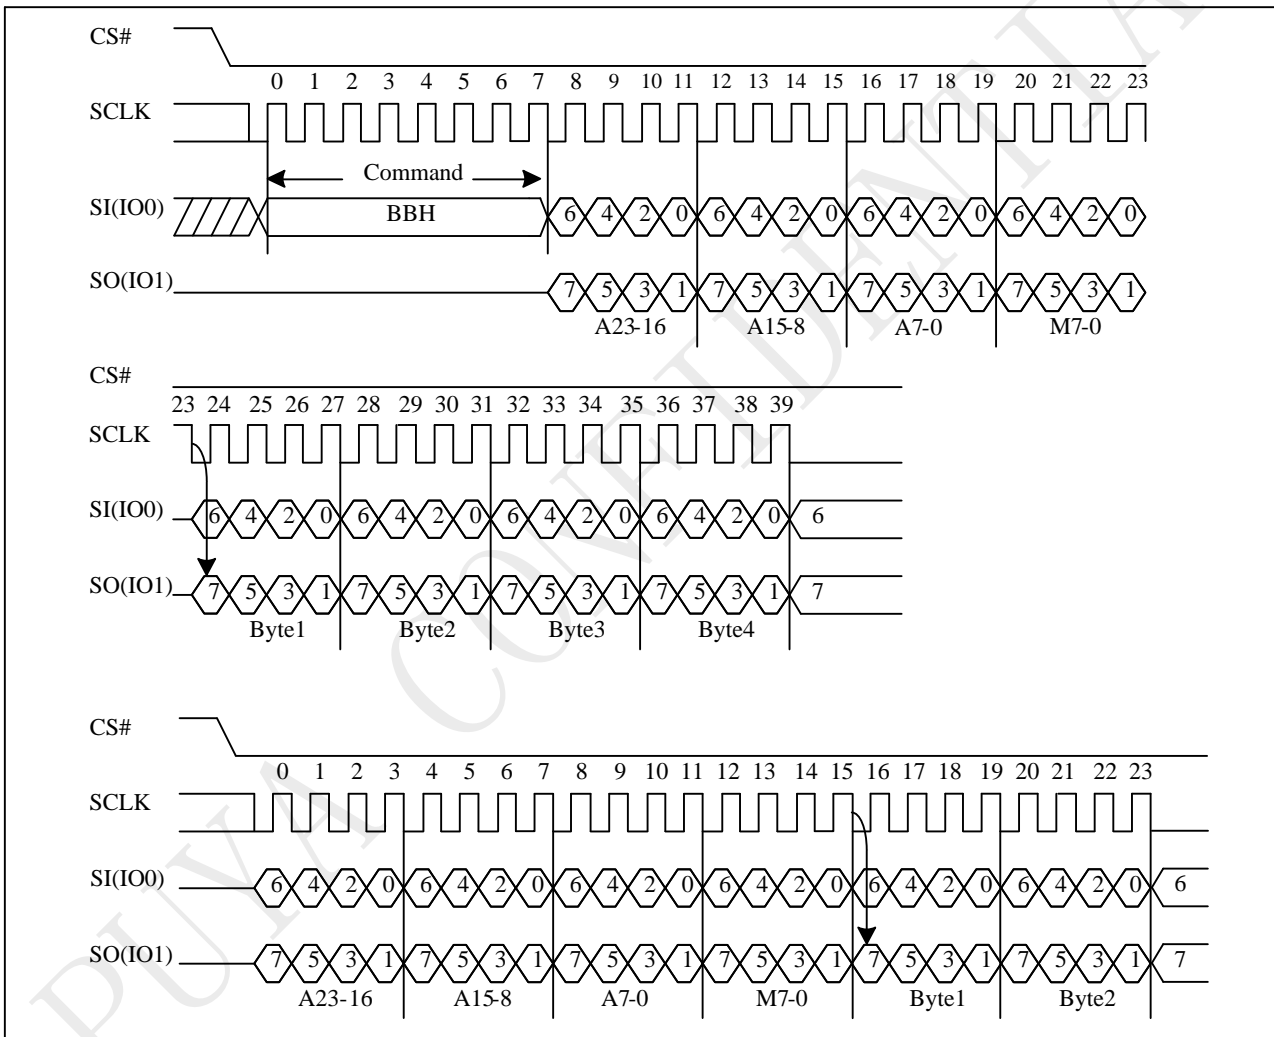 CS#
0 1 2 3 4 5 6 7 8 9 10 11 12 13 14 15 16 17 18 19 20 21 22 23
SCLK
Command
SI(IO0) BBH 6 4 2 0 6 4 2 0 6 4 2 0 6 4 2 0
SO(IO1) 7 5 3 1 7 5 3 1 7 5 3 1 7 5 3 1
A23-16 A15-8 A7-0 M7-0
CS#
23 24 25 26 27 28 29 30 31 32 33 34 35 36 37 38 39
SCLK
SI(IO0) 6 4 2 0 6 4 2 0 6 4 2 0 6 4 2 0 6
SO(IO1) 7 5 3 1 7 5 3 1 7 5 3 1 7 5 3 1 7
Byte1 Byte2 Byte3 Byte4
CS#
0 1 2 3 4 5 6 7 8 9 10 11 12 13 14 15 16 17 18 19 20 21 22 23
SCLK
SI(IO0) 6 4 2 0 6 4 2 0 6 4 2 0 6 4 2 0 6 4 2 0 6 4 2 0 6
SO(IO1) 7 5 3 1 7 5 3 1 7 5 3 1 7 5 3 1 7 5 3 1 7 5 3 1 7
A23-16 A15-8 A7-0 M7-0 Byte1 Byte2
PUYA CONFIDENTIA